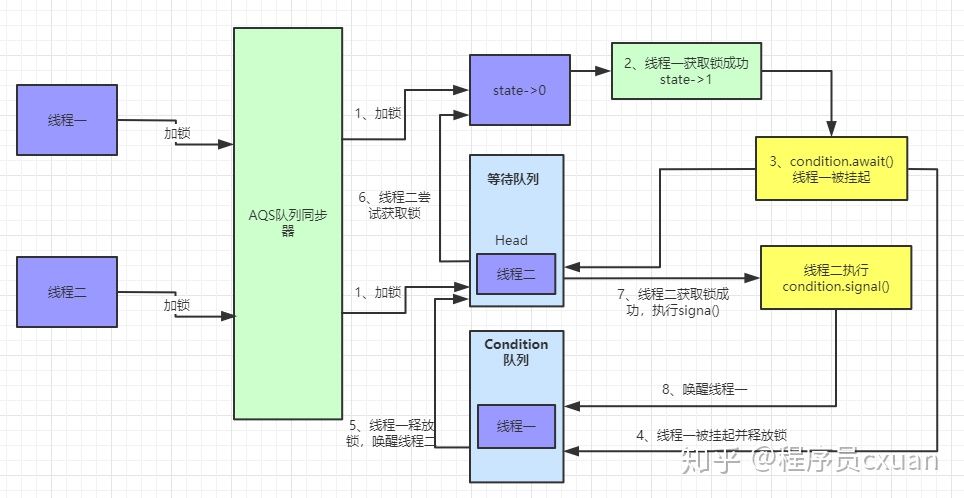 线程一
线程二
加锁
加锁
AQS队列同步
器
1、加锁
state->0
2、线程一获取锁成功
state->1
3、condition.await()
线程一被挂起
6、线程二尝
试获取锁
等待队列
Head
线程二
1、加锁
7、线程二获取锁成
功，执行signa()
线程二执行
condition.signal()
Condition
队列
线程一
8、唤醒线程一
5、线程一释放
锁，唤醒线程二
4、线程一被挂起并释放锁
知乎 @程序员cxuan